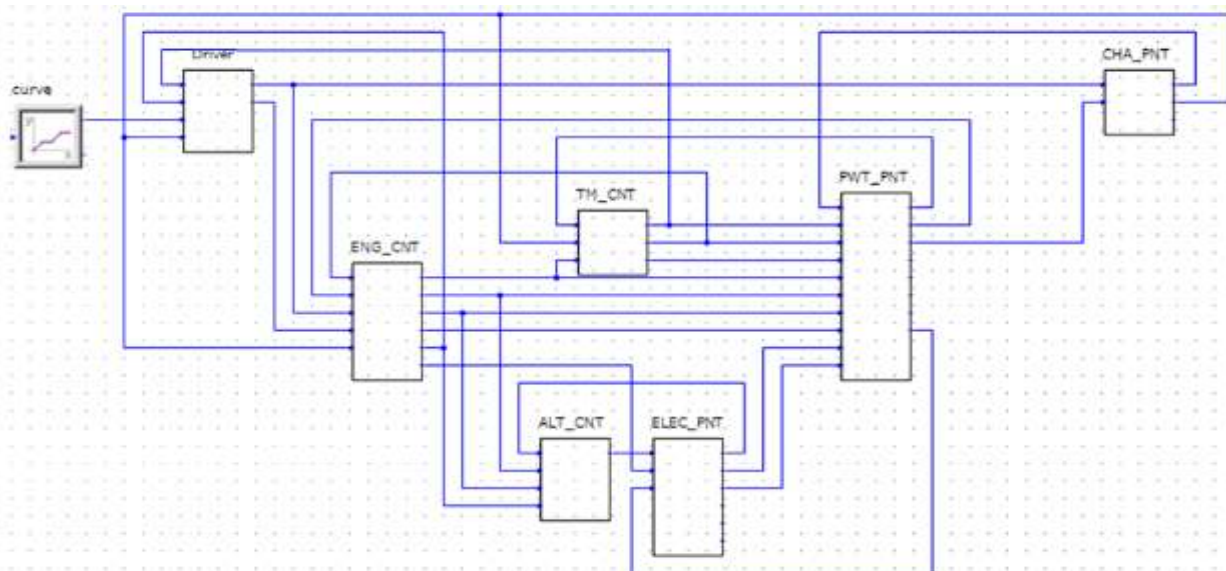 Driver
CHA_PNT
curve
PWT_PNT
TM_CNT
ENG_CNT
ALT_CNT
ELEC_PNT